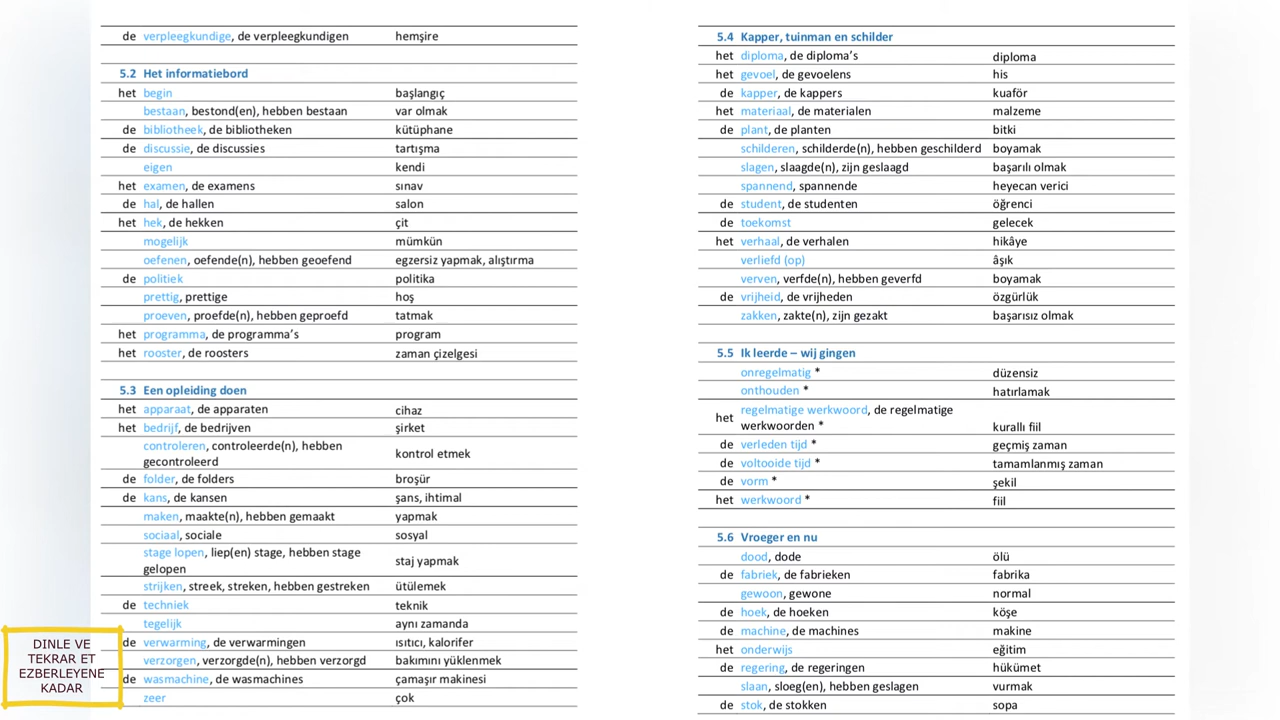 de verpleegkundige, de verpleegkundigen hemşire
5.2 Het informatiebord
het begin başlangıç
bestaan, bestond(en), hebben bestaan var olmak
de bibliotheek, de bibliotheken kütüphane
de discussie, de discussies tartışma
eigen kendi
het examen, de examens sınav
de hal, de hallen salon
het hek, de hekken çit
mogelijk mümkün
oefenen, oefende(n), hebben geoefend egzersiz yapmak, alıştırma
de politiek politika
prettig, prettige hoş
proeven, proefde(n), hebben geproefd tatmak
het programma, de programma's program
het rooster, de roosters zaman çizelgesi
5.3 Een opleiding doen
het apparaat, de apparaten cihaz
het bedrijf, de bedrijven şirket
controleren, controleerde(n), hebben
gecontroleerd kontrol etmek
de folder, de folders broşür
de kans, de kansen şans, ihtimal
maken, maakte(n), hebben gemaakt yapmak
sociaal, sociale sosyal
stage lopen, liep(en) stage, hebben stage
gelopen staj yapmak
strijken, streek, streken, hebben gestreken ütülemek
de techniek teknik
tegelijk aynı zamanda
de verwarming, de verwarmingen ısıtıcı, kalorifer
verzorgen, verzorgde(n), hebben verzorgd bakımını yüklenmek
de wasmachine, de wasmachines çamaşır makinesi
zeer çok
DINLE VE
TEKRAR ET
EZBERLEYENE
KADAR
5.4 Kapper, tuinman en schilder
het diploma, de diploma's diploma
het gevoel, de gevoelens his
de kapper, de kappers kuaför
het materiaal, de materialen malzeme
de plant, de planten bitki
schilderen, schilderde(n), hebben geschilderd boyamak
slagen, slaagde(n), zijn geslaagd başarılı olmak
spannend, spannende heyecan verici
de student, de studenten öğrenci
de toekomst gelecek
het verhaal, de verhalen hikâye
verliefd (op) âşık
verven, verfde(n), hebben geverfd boyamak
de vrijheid, de vrijheden özgürlük
zakken, zakte(n), zijn gezakt başarısız olmak
5.5 Ik leerde – wij gingen
onregelmatig * düzensiz
onthouden * hatırlamak
het regelmatige werkwoord, de regelmatige
werkwoorden * kurallı fiil
de verleden tijd * geçmiş zaman
de voltooide tijd * tamamlanmış zaman
de vorm * şekil
het werkwoord * fiil
5.6 Vroeger en nu
dood, dode ölü
de fabriek, de fabrieken fabrika
gewoon, gewone normal
de hoek, de hoeken köşe
de machine, de machines makine
het onderwijs eğitim
de regering, de regeringen hükümet
slaan, sloeg(en), hebben geslagen vurmak
de stok, de stokken sopa